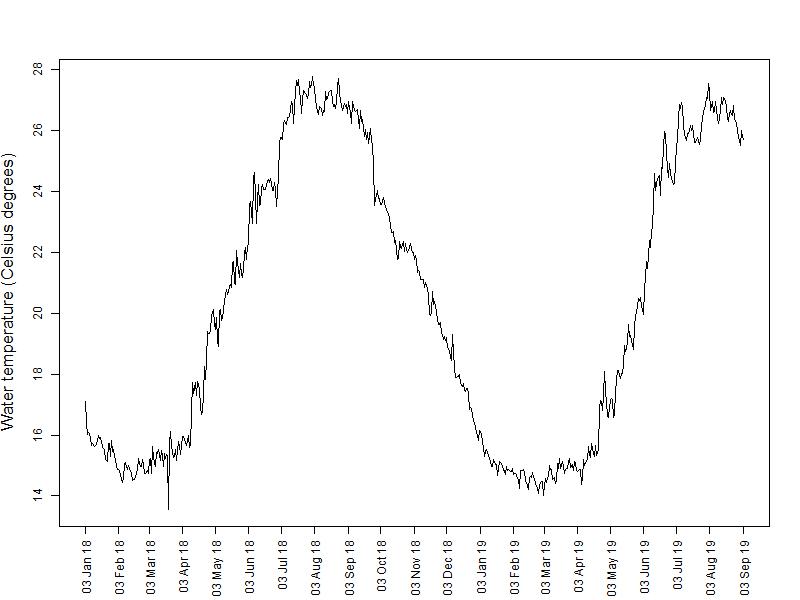 Water temperature (Celsius degrees)
28
26
24
22
20
18
16
14
03 Jan 18
03 Feb 18
03 Mar 18
03 Apr 18
03 May 18
03 Jun 18
03 Jul 18
03 Aug 18
03 Sep 18
03 Oct 18
03 Nov 18
03 Dec 18
03 Jan 19
03 Feb 19
03 Mar 19
03 Apr 19
03 May 19
03 Jun 19
03 Jul 19
03 Aug 19
03 Sep 19